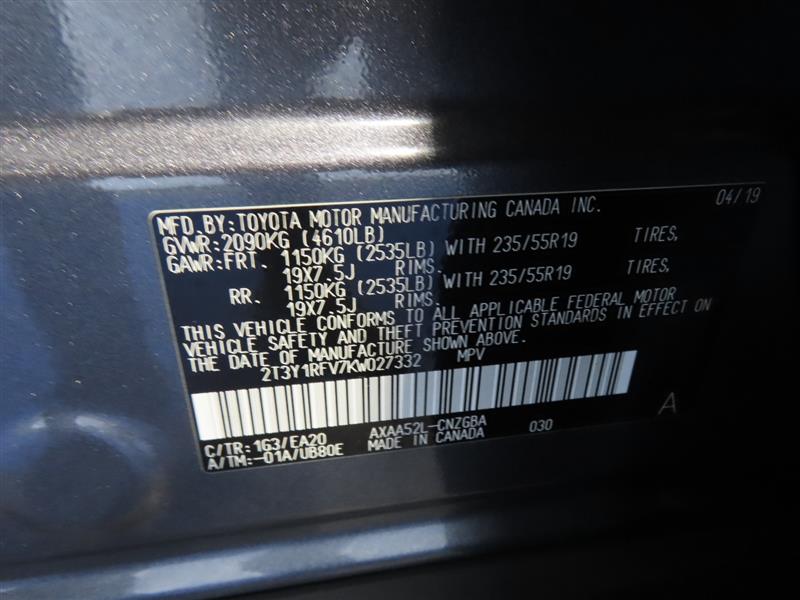 MFD.BY:TOYOTA MOTOR MANUFACTURING CANADA INC. 04/19
GVWR:2090KG (4610LB)
GAWR:FRT. 1150KG (2535LB) WITH 235/55R19 TIRES,
19X7.5J RIMS.
RR. 1150KG (2535LB) WITH 235/55R19 TIRES,
19X7.5J RIMS.
THIS VEHICLE CONFORMS TO ALL APPLICABLE FEDERAL MOTOR
VEHICLE SAFETY AND THEFT PREVENTION STANDARDS IN EFFECT ON
THE DATE OF MANUFACTURE SHOWN ABOVE.
2T3Y1RFV7KW027332 MPV
C/TR:1G3/EA20 AXAA52L-CNZGBA 030 A
A/TM:-01A/UB80E MADE IN CANADA